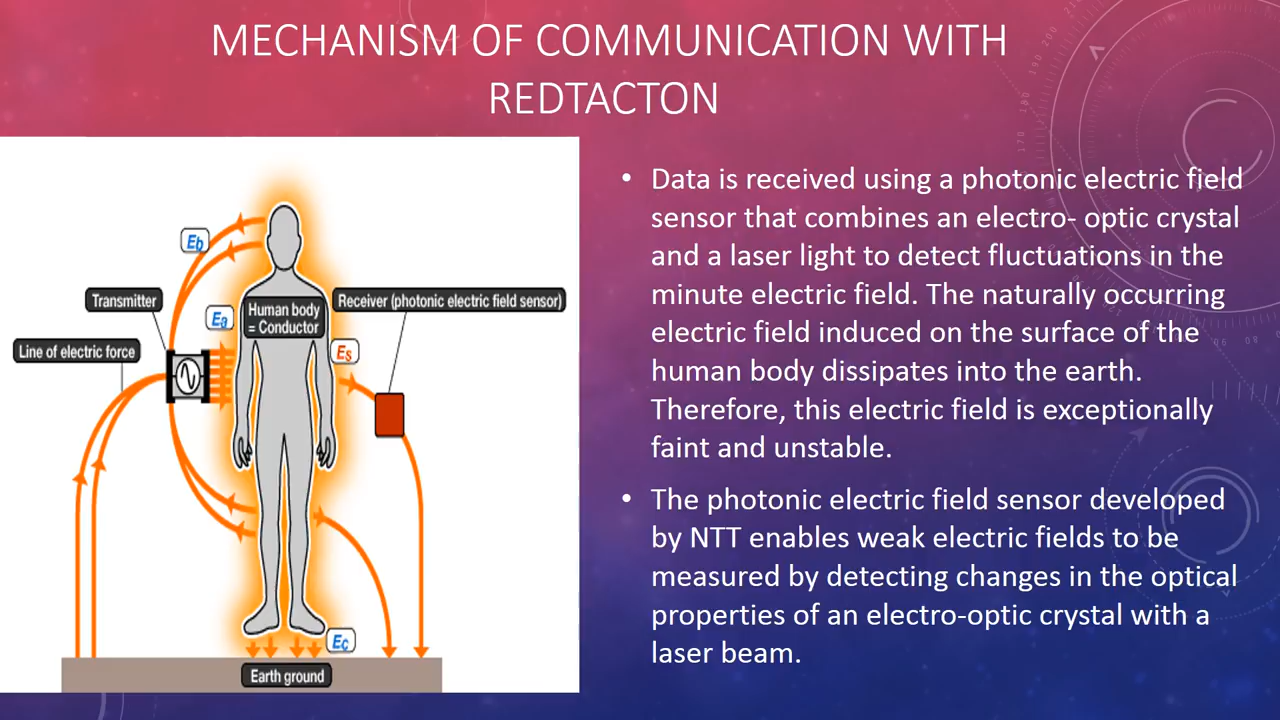 MECHANISM OF COMMUNICATION WITH
REDTACTON
Eb
Transmitter
Ea
Human body
= Conductor
Receiver (photonic electric field sensor)
Line of electric force
Es
Ec
Earth ground
• Data is received using a photonic electric field
sensor that combines an electro- optic crystal
and a laser light to detect fluctuations in the
minute electric field. The naturally occurring
electric field induced on the surface of the
human body dissipates into the earth.
Therefore, this electric field is exceptionally
faint and unstable.
• The photonic electric field sensor developed
by NTT enables weak electric fields to be
measured by detecting changes in the optical
properties of an electro-optic crystal with a
laser beam.